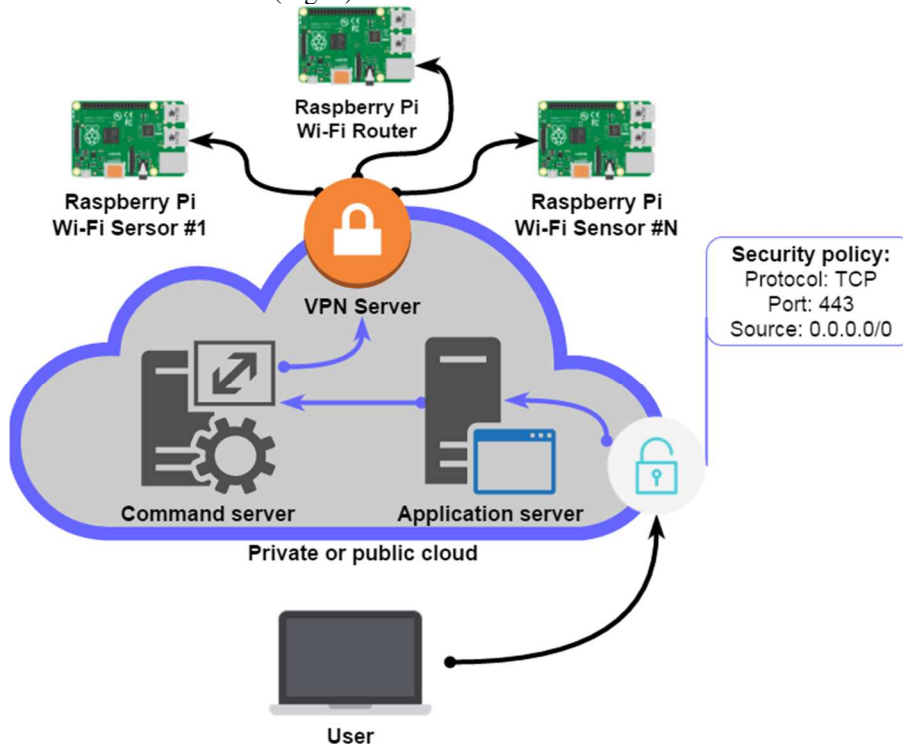 Raspberry Pi
Wi-Fi Router
Raspberry Pi
Wi-Fi Sersor #1
Raspberry Pi
Wi-Fi Sensor #N
VPN Server
Security policy:
Protocol: TCP
Port: 443
Source: 0.0.0.0/0
Command server
Application server
Private or public cloud
User